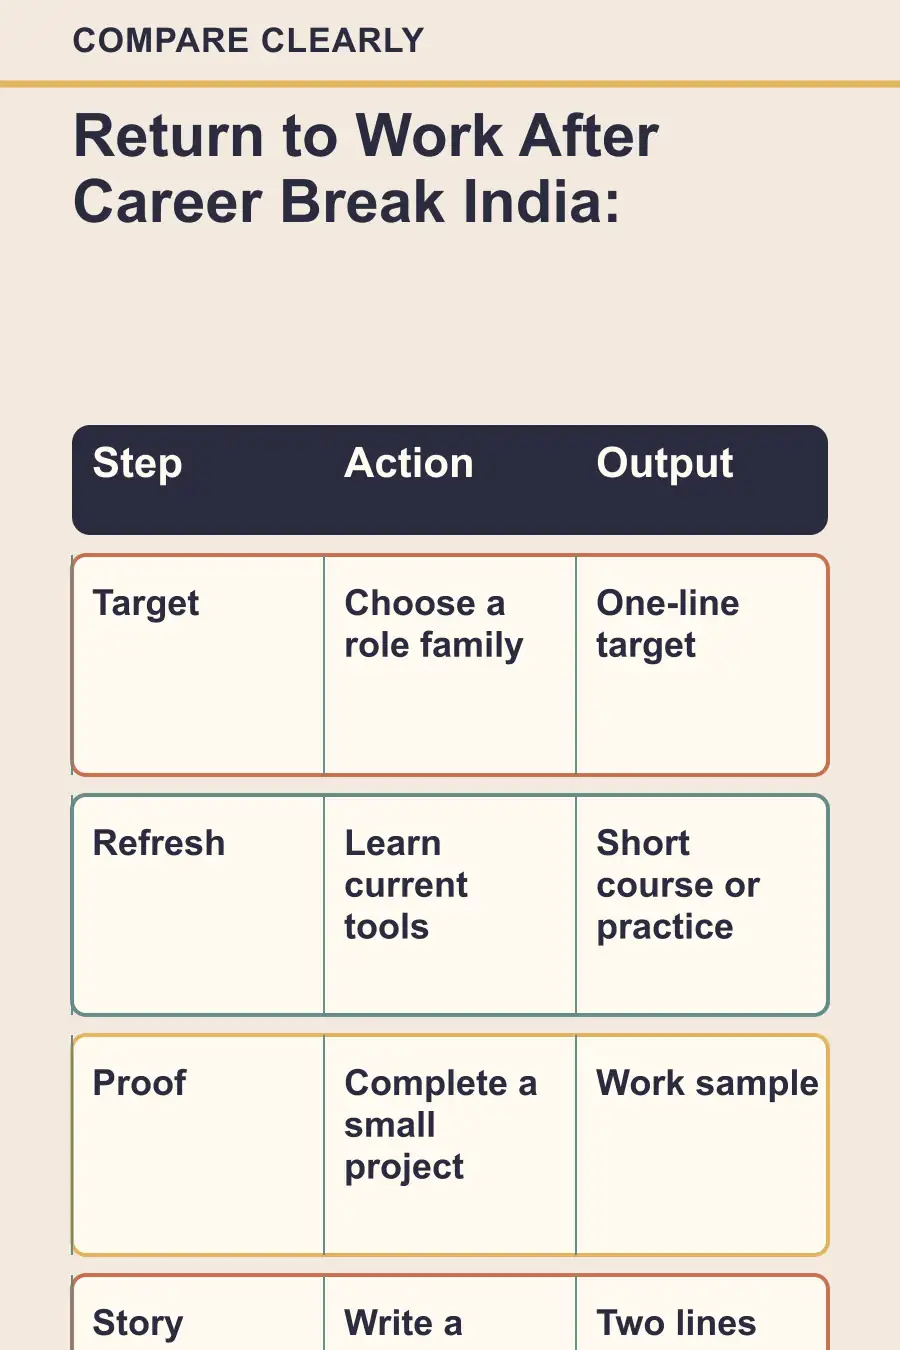 COMPARE CLEARLY
Return to Work After
Career Break India:
Step Action Output
Target
Choose a
role family
One-line
target
Refresh
Learn
current
tools
Short
course or
practice
Proof
Complete a
small
project
Work sample
Story
Write a
Two lines